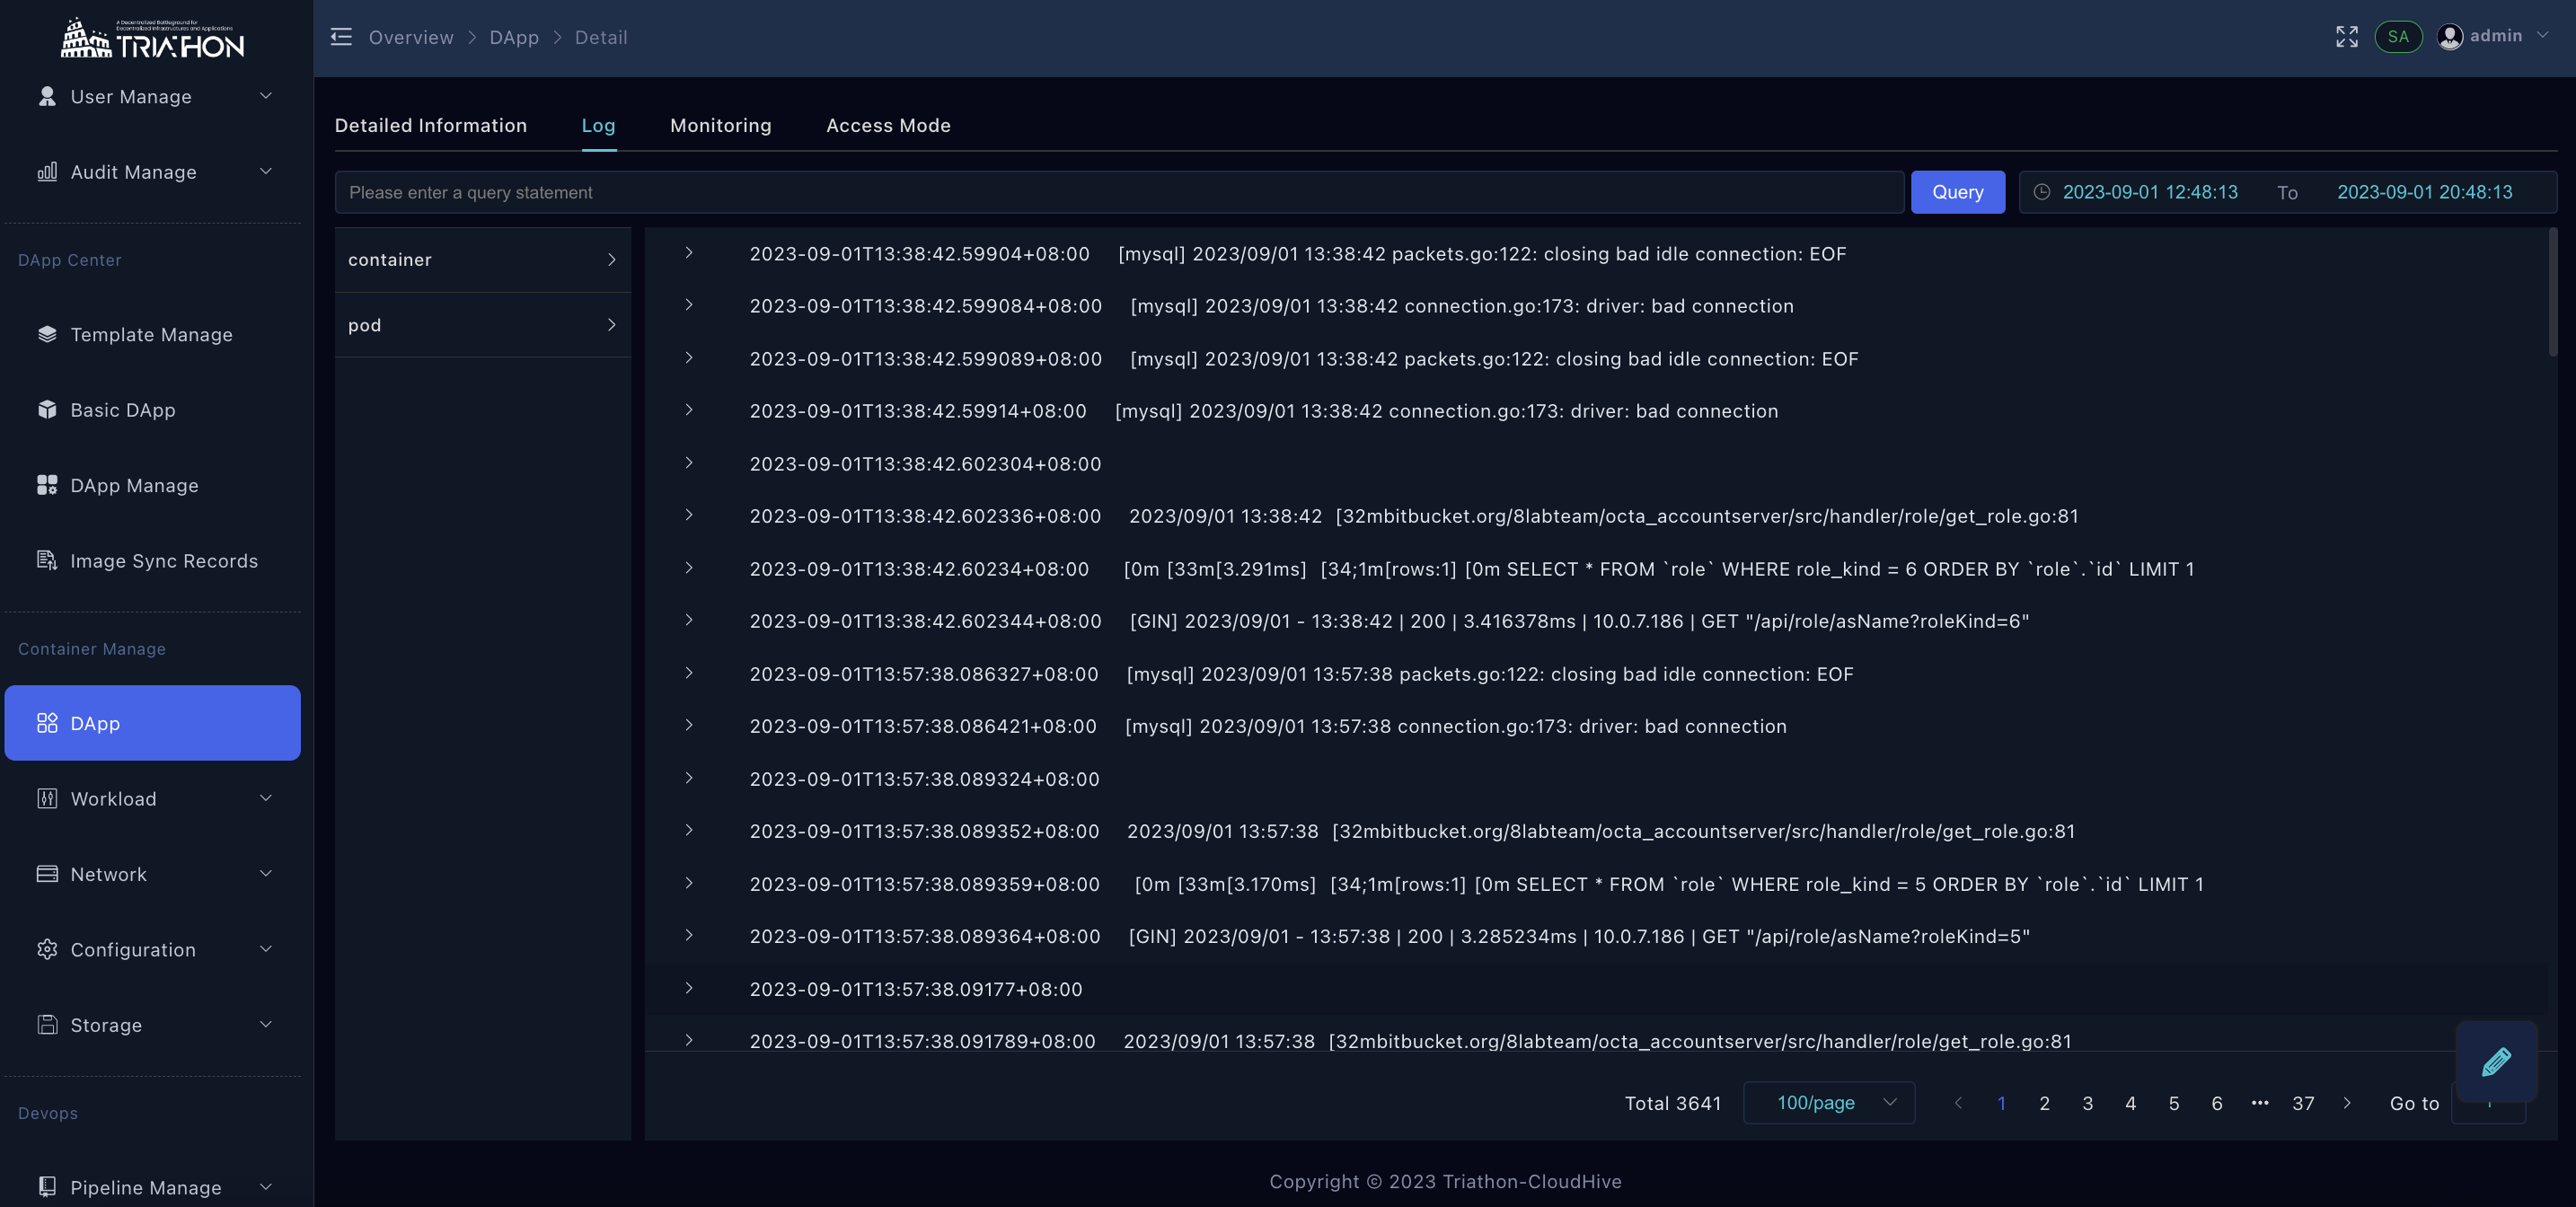 A Decentralized Battleground for
Decentralized Infrastructures and Applications
TRIATHON
Overview > DApp > Detail
SA
admin
User Manage
Audit Manage
DApp Center
Template Manage
Basic DApp
DApp Manage
Image Sync Records
Container Manage
DApp
Workload
Network
Configuration
Storage
Devops
Pipeline Manage
Detailed Information Log Monitoring Access Mode
Please enter a query statement
Query
2023-09-01 12:48:13 To 2023-09-01 20:48:13
container
pod
2023-09-01T13:38:42.59904+08:00 [mysql] 2023/09/01 13:38:42 packets.go:122: closing bad idle connection: EOF
2023-09-01T13:38:42.599084+08:00 [mysql] 2023/09/01 13:38:42 connection.go:173: driver: bad connection
2023-09-01T13:38:42.599089+08:00 [mysql] 2023/09/01 13:38:42 packets.go:122: closing bad idle connection: EOF
2023-09-01T13:38:42.59914+08:00 [mysql] 2023/09/01 13:38:42 connection.go:173: driver: bad connection
2023-09-01T13:38:42.602304+08:00
2023-09-01T13:38:42.602336+08:00 2023/09/01 13:38:42 [32mbitbucket.org/8labteam/octa_accountserver/src/handler/role/get_role.go:81
2023-09-01T13:38:42.60234+08:00 [0m [33m[3.291ms] [34;1m[rows:1] [0m SELECT * FROM `role` WHERE role_kind = 6 ORDER BY `role`.`id` LIMIT 1
2023-09-01T13:38:42.602344+08:00 [GIN] 2023/09/01 - 13:38:42 | 200 | 3.416378ms | 10.0.7.186 | GET "/api/role/asName?roleKind=6"
2023-09-01T13:57:38.086327+08:00 [mysql] 2023/09/01 13:57:38 packets.go:122: closing bad idle connection: EOF
2023-09-01T13:57:38.086421+08:00 [mysql] 2023/09/01 13:57:38 connection.go:173: driver: bad connection
2023-09-01T13:57:38.089324+08:00
2023-09-01T13:57:38.089352+08:00 2023/09/01 13:57:38 [32mbitbucket.org/8labteam/octa_accountserver/src/handler/role/get_role.go:81
2023-09-01T13:57:38.089359+08:00 [0m [33m[3.170ms] [34;1m[rows:1] [0m SELECT * FROM `role` WHERE role_kind = 5 ORDER BY `role`.`id` LIMIT 1
2023-09-01T13:57:38.089364+08:00 [GIN] 2023/09/01 - 13:57:38 | 200 | 3.285234ms | 10.0.7.186 | GET "/api/role/asName?roleKind=5"
2023-09-01T13:57:38.09177+08:00
2023-09-01T13:57:38.091789+08:00 2023/09/01 13:57:38 [32mbitbucket.org/8labteam/octa_accountserver/src/handler/role/get_role.go:81
Total 3641 100/page < 1 2 3 4 5 6 ••• 37 > Go to
Copyright © 2023 Triathon-CloudHive